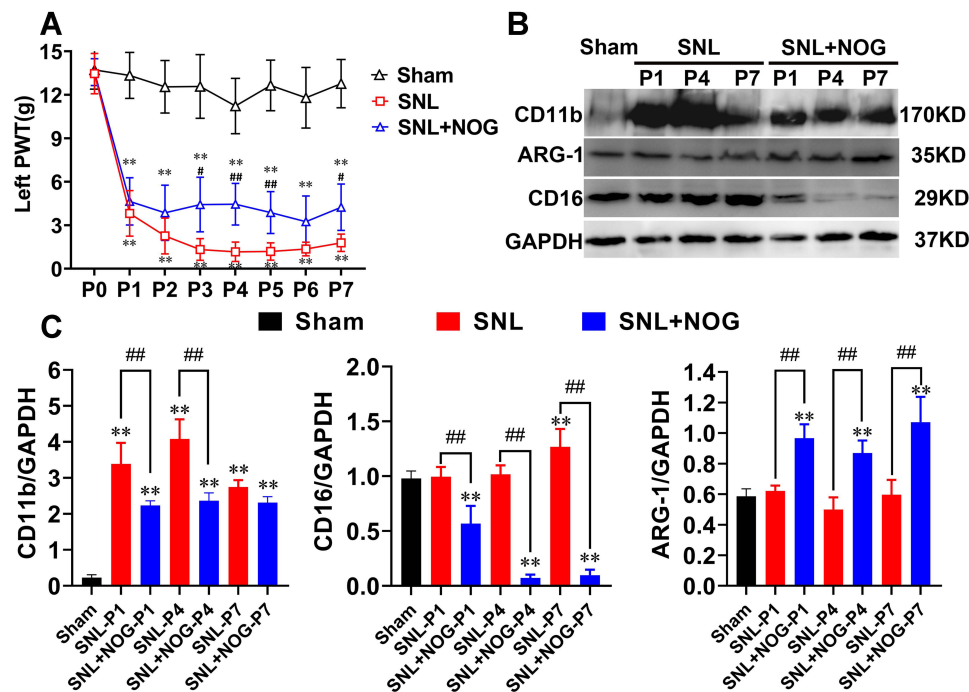 A
Left PWT(g)
15
12
9
6
3
0
P0 P1 P2 P3 P4 P5 P6 P7
Sham
SNL
SNL+NOG
** ** ** ** ** ** **
# ## ## #
** ** ** ** ** ** **
B
Sham SNL SNL+NOG
P1 P4 P7 P1 P4 P7
CD11b 170KD
ARG-1 35KD
CD16 29KD
GAPDH 37KD
C
Sham SNL SNL+NOG
CD11b/GAPDH
6
5
4
3
2
1
0
## ##
** ** ** ** ** **
Sham
SNL-P1
SNL+NOG-P1
SNL-P4
SNL+NOG-P4
SNL-P7
SNL+NOG-P7
CD16/GAPDH
2.0
1.5
1.0
0.5
0.0
## ## ##
** ** ** **
Sham
SNL-P1
SNL+NOG-P1
SNL-P4
SNL+NOG-P4
SNL-P7
SNL+NOG-P7
ARG-1/GAPDH
1.4
1.2
1.0
0.8
0.6
0.4
0.2
0.0
## ## ##
** ** **
Sham
SNL-P1
SNL+NOG-P1
SNL-P4
SNL+NOG-P4
SNL-P7
SNL+NOG-P7